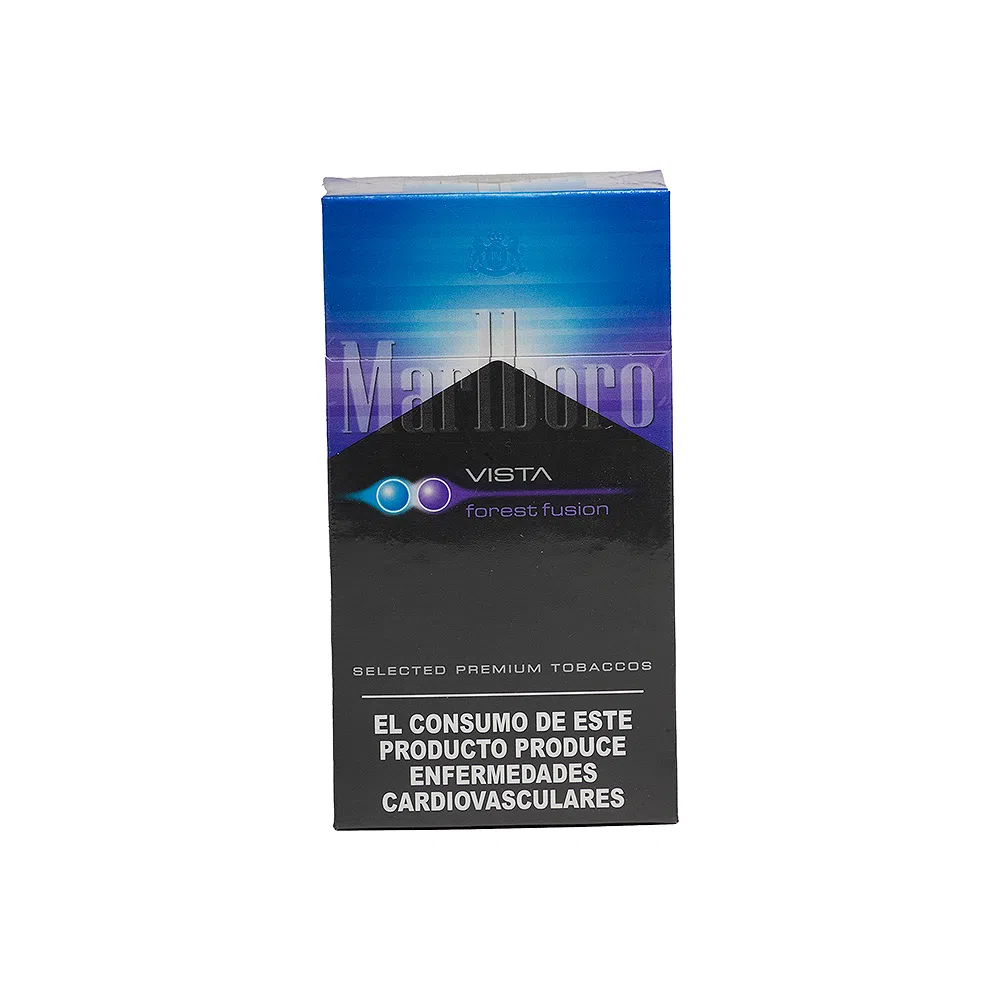 Marlboro
VISTA
forest fusion
SELECTED PREMIUM TOBACCOS
EL CONSUMO DE ESTE
PRODUCTO PRODUCE
ENFERMEDADES
CARDIOVASCULARES